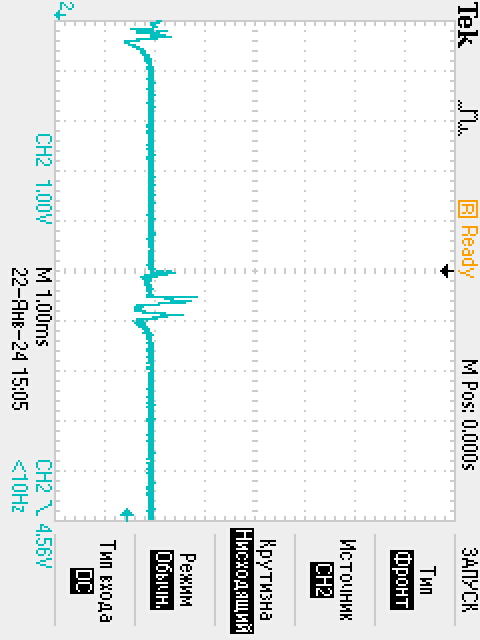 Tek R Ready M Pos: 0.000s ЗАПУСК
Тип
Фронт
Источник
CH2
Крутизна
Нисходящий
Режим
Обычн.
Тип входа
DC
2
CH2 1.00V M 1.00ms CH2 4.56V
22-Янв-24 15:05 <10Hz